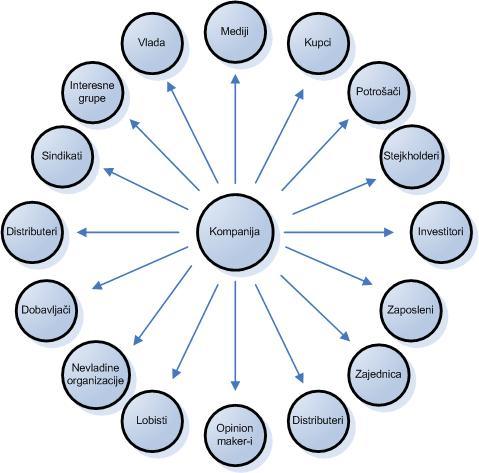 Mediji
Vlada
Kupci
Interesne
grupe
Potrošači
Sindikati
Stejkholderi
Distributeri
Kompanija
Investitori
Dobavljači
Zaposleni
Nevladine
organizacije
Zajednica
Lobisti
Opinion
maker-i
Distributeri